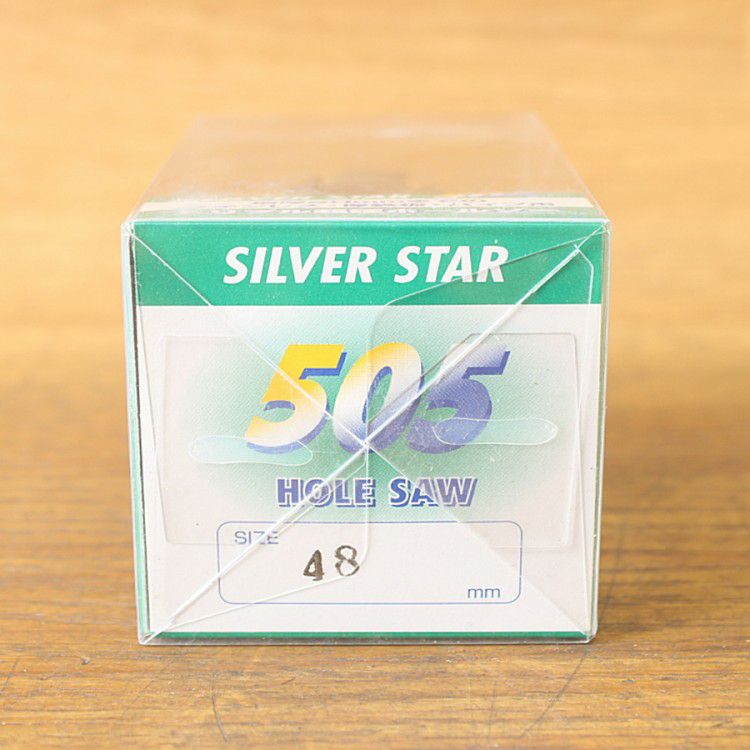 SILVER STAR
505
HOLE SAW
SIZE
48
mm